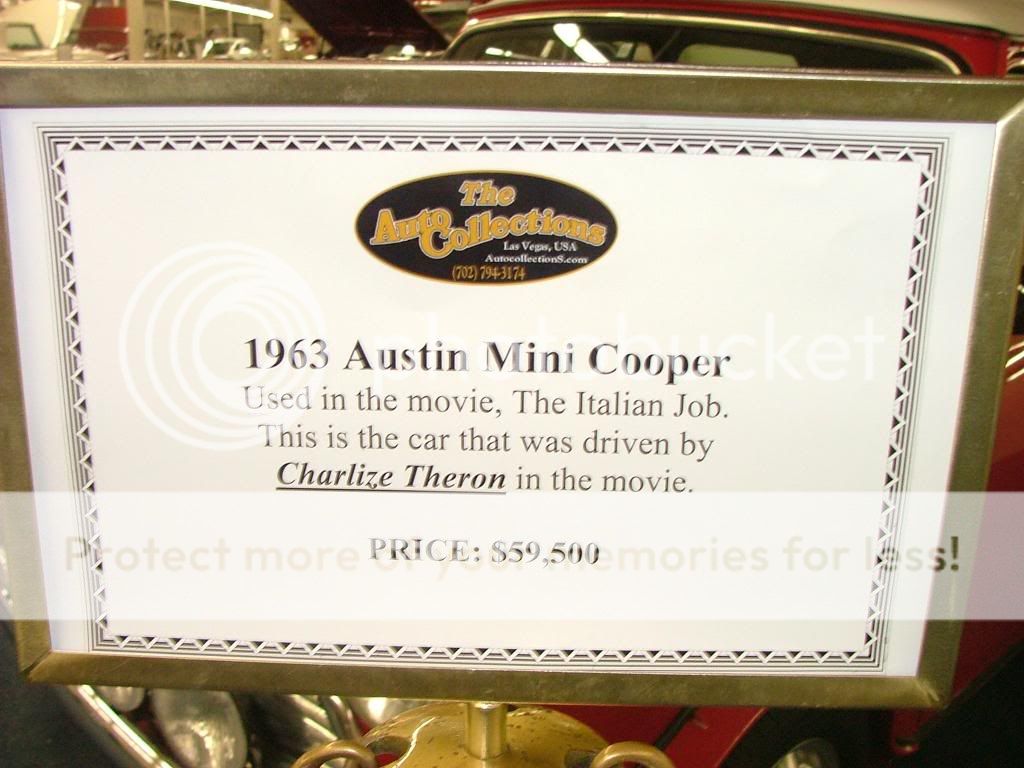 The
Auto Collections
Las Vegas, USA
AutocollectionS.com
(702) 794-3174
1963 Austin Mini Cooper
Used in the movie, The Italian Job.
This is the car that was driven by
Charlize Theron in the movie.
PRICE: $59,500
photobucket
Protect more of your memories for less!